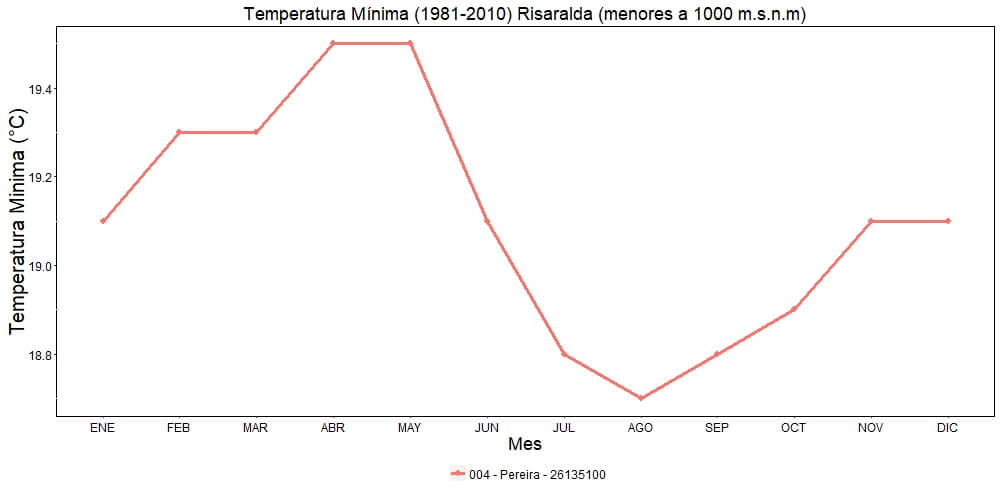 Temperatura Mínima (1981-2010) Risaralda (menores a 1000 m.s.n.m)
Temperatura Mínima (°C)
19.4
19.2
19.0
18.8
ENE FEB MAR ABR MAY JUN JUL AGO SEP OCT NOV DIC
Mes
004 - Pereira - 26135100